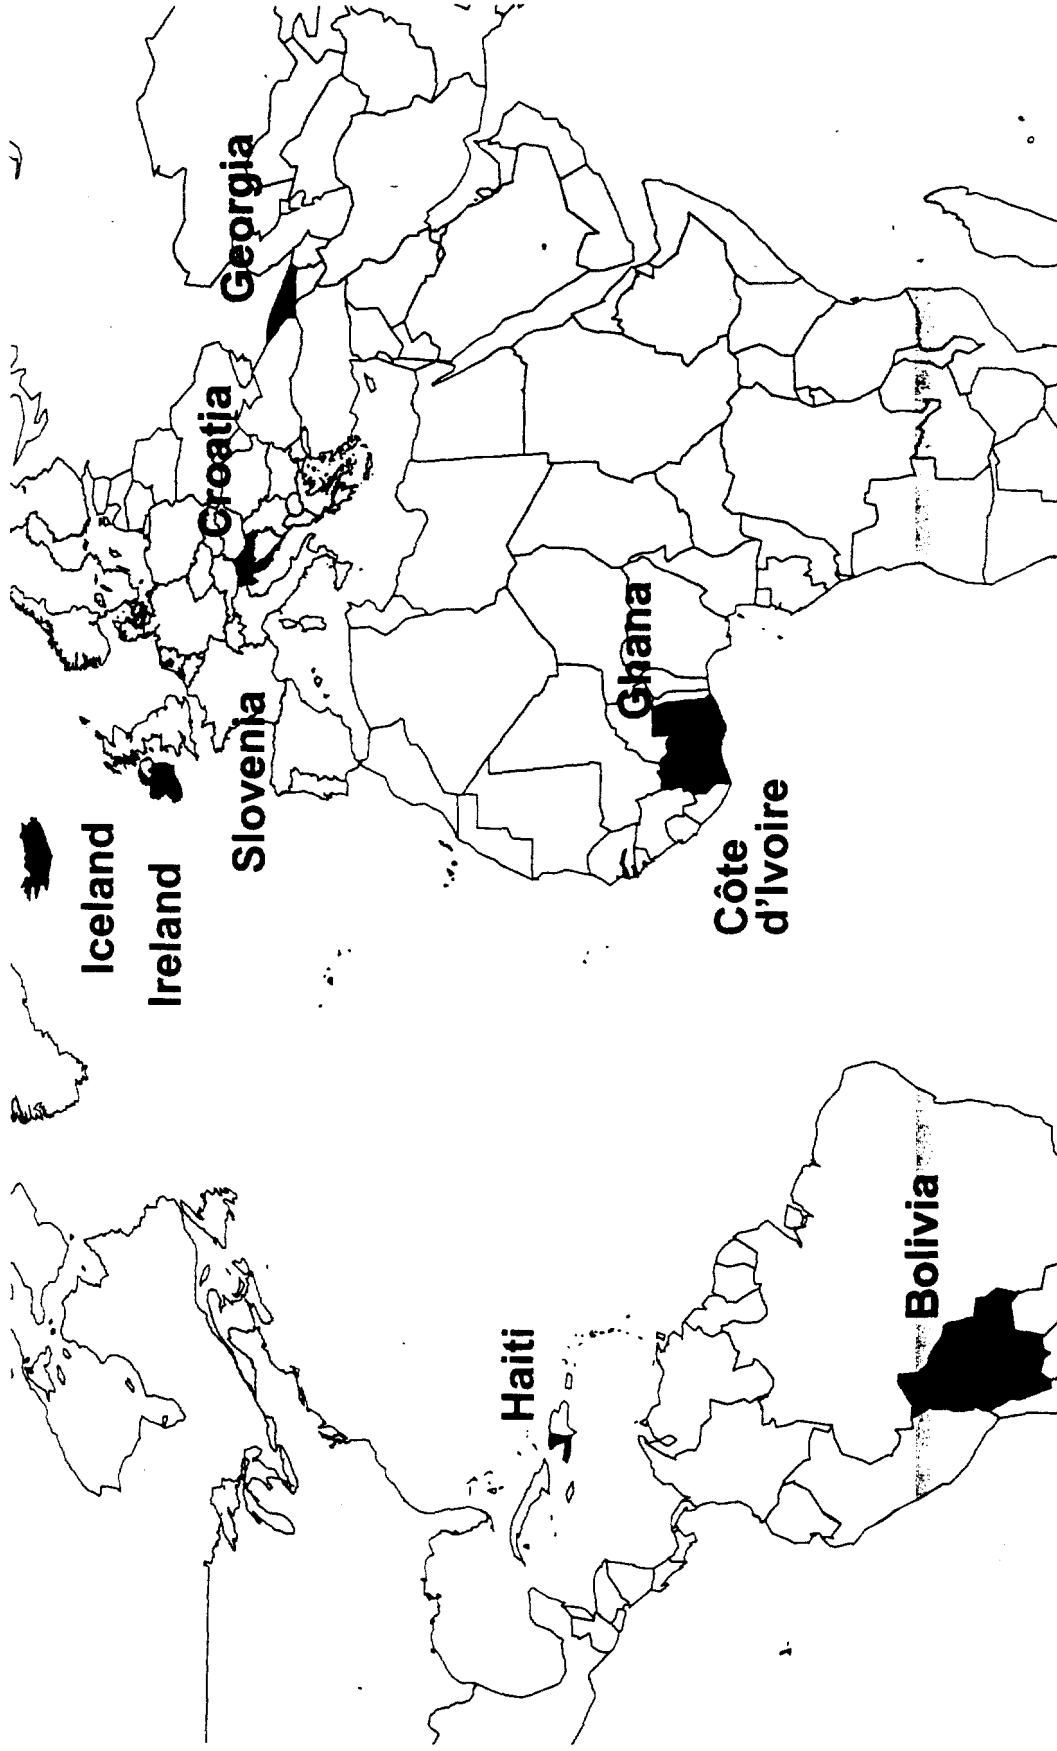 Iceland
Ireland
Georgia
Croatia
Slovenia
Haiti
Ghana
Côte
d'Ivoire
Bolivia